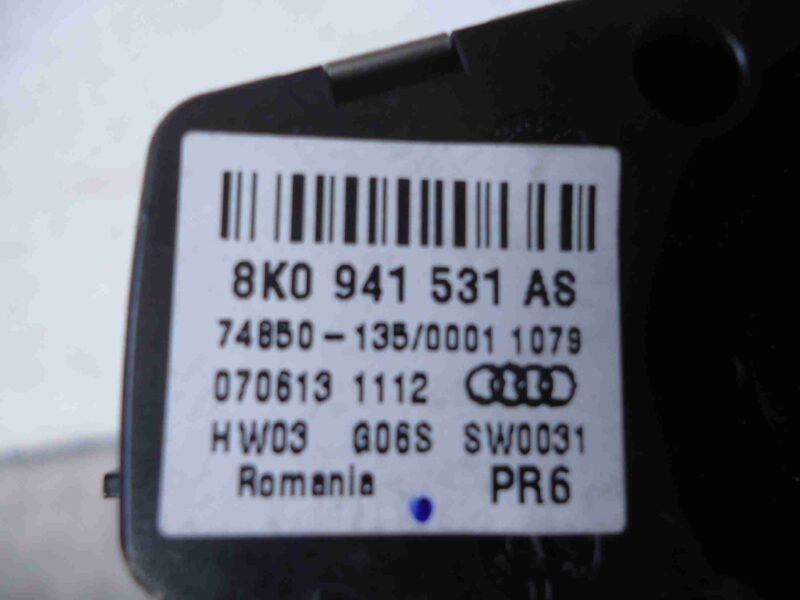 8K0 941 531 AS
74850-135/0001 1079
070613 1112
HW03 G06S SW0031
Romania PR6